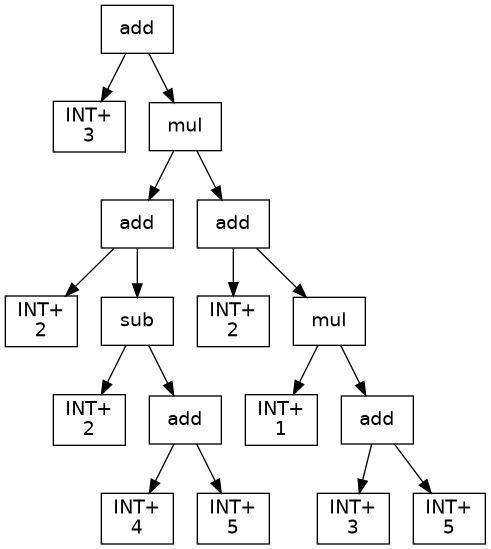 add
INT+
3
mul
add
add
INT+
2
sub
INT+
2
mul
INT+
2
add
INT+
1
add
INT+
4
INT+
5
INT+
3
INT+
5